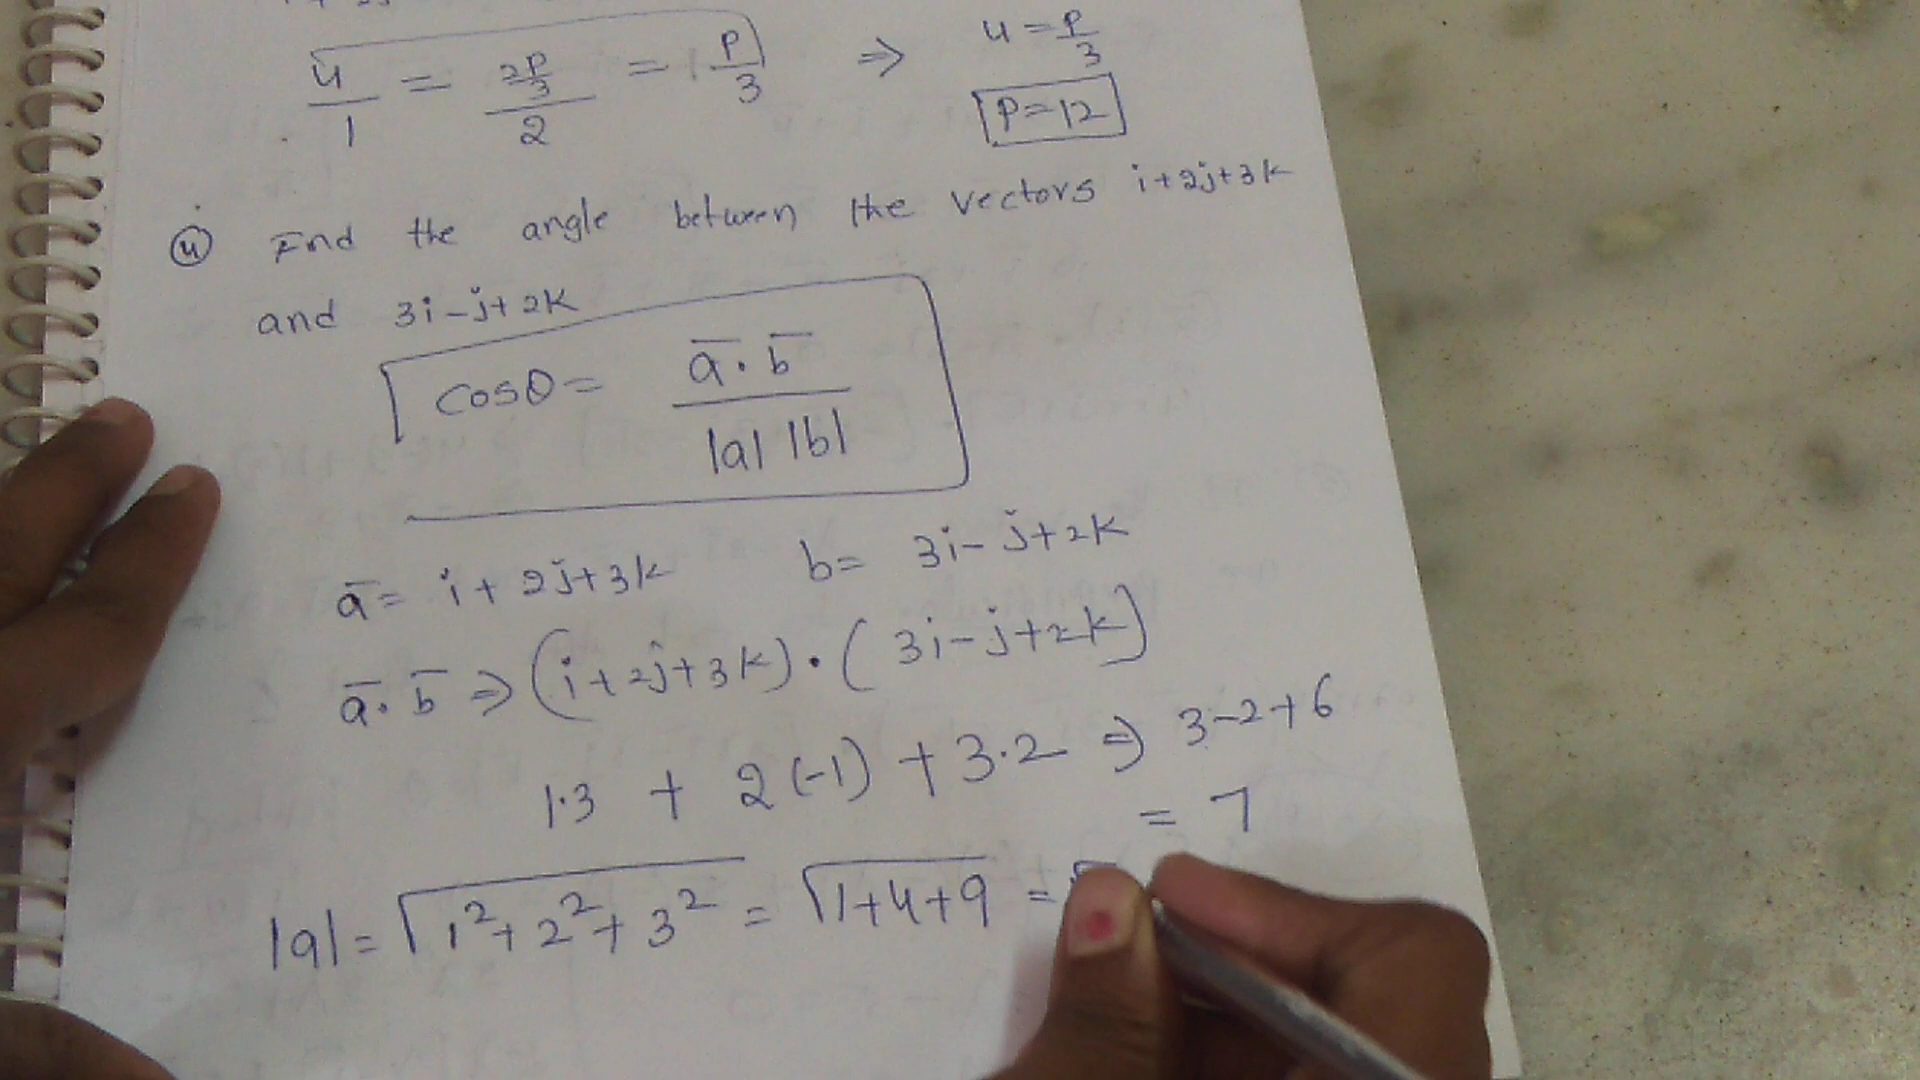 4/1 = (2p/3)/2 = p/3 ⇒ 4 = p/3
p=12
④ Find the angle between the vectors i+2j+3k
and 3i-j+2k
cosθ = a̅·b̅ / |a| |b|
a̅ = i+2j+3k b= 3i-j+2k
a̅·b̅ ⇒ (i+2j+3k)·(3i-j+2k)
1·3 + 2(-1) + 3·2 ⇒ 3-2+6
= 7
|a| = √1²+2²+3² = √1+4+9 =